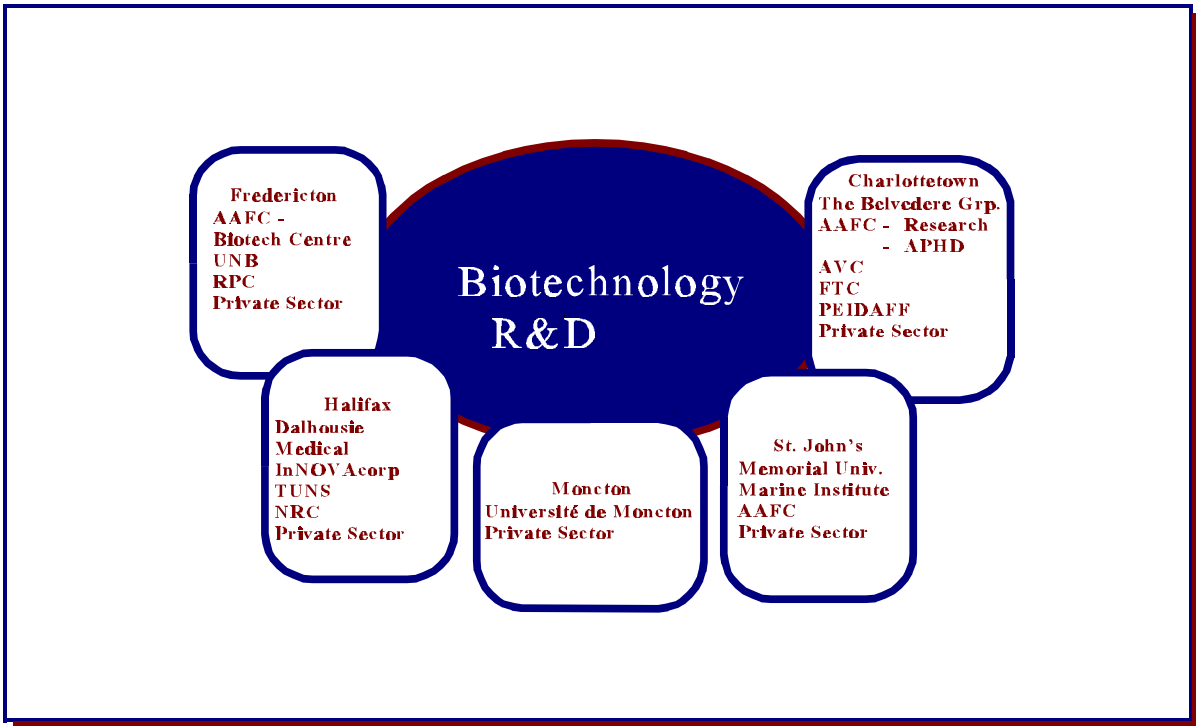 Biotechnology
R&D
Fredericton
AAFC -
Biotech Centre
UNB
RPC
Private Sector
Halifax
Dalhousie
Medical
InNOVAcorp
TUNS
NRC
Private Sector
Moncton
Université de Moncton
Private Sector
St. John's
Memorial Univ.
Marine Institute
AAFC
Private Sector
Charlottetown
The Belvedere Grp.
AAFC - Research
- APHD
AVC
FTC
PEIDAFF
Private Sector